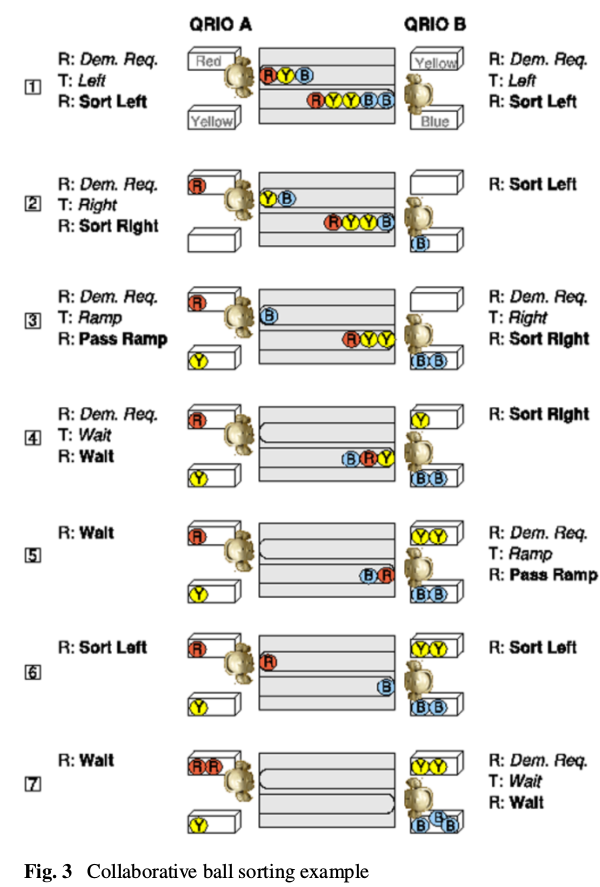 QRIO A QRIO B
1
R: Dem. Req.
T: Left
R: Sort Left
Red
Yellow
R Y B
R Y Y B B
Yellow
Blue
R: Dem. Req.
T: Left
R: Sort Left
2
R: Dem. Req.
T: Right
R: Sort Right
R
Y B
R Y Y B
B
R: Sort Left
3
R: Dem. Req.
T: Ramp
R: Pass Ramp
R
Y
B
R Y Y
B B
R: Dem. Req.
T: Right
R: Sort Right
4
R: Dem. Req.
T: Wait
R: Wait
R
Y
B R Y
Y
B B
R: Sort Right
5
R: Wait
R
Y
B R
Y Y
B B
R: Dem. Req.
T: Ramp
R: Pass Ramp
6
R: Sort Left
R
Y
R
B
Y Y
B B
R: Sort Left
7
R: Wait
R R
Y
Y Y
B B B
R: Dem. Req.
T: Wait
R: Wait
Fig. 3 Collaborative ball sorting example